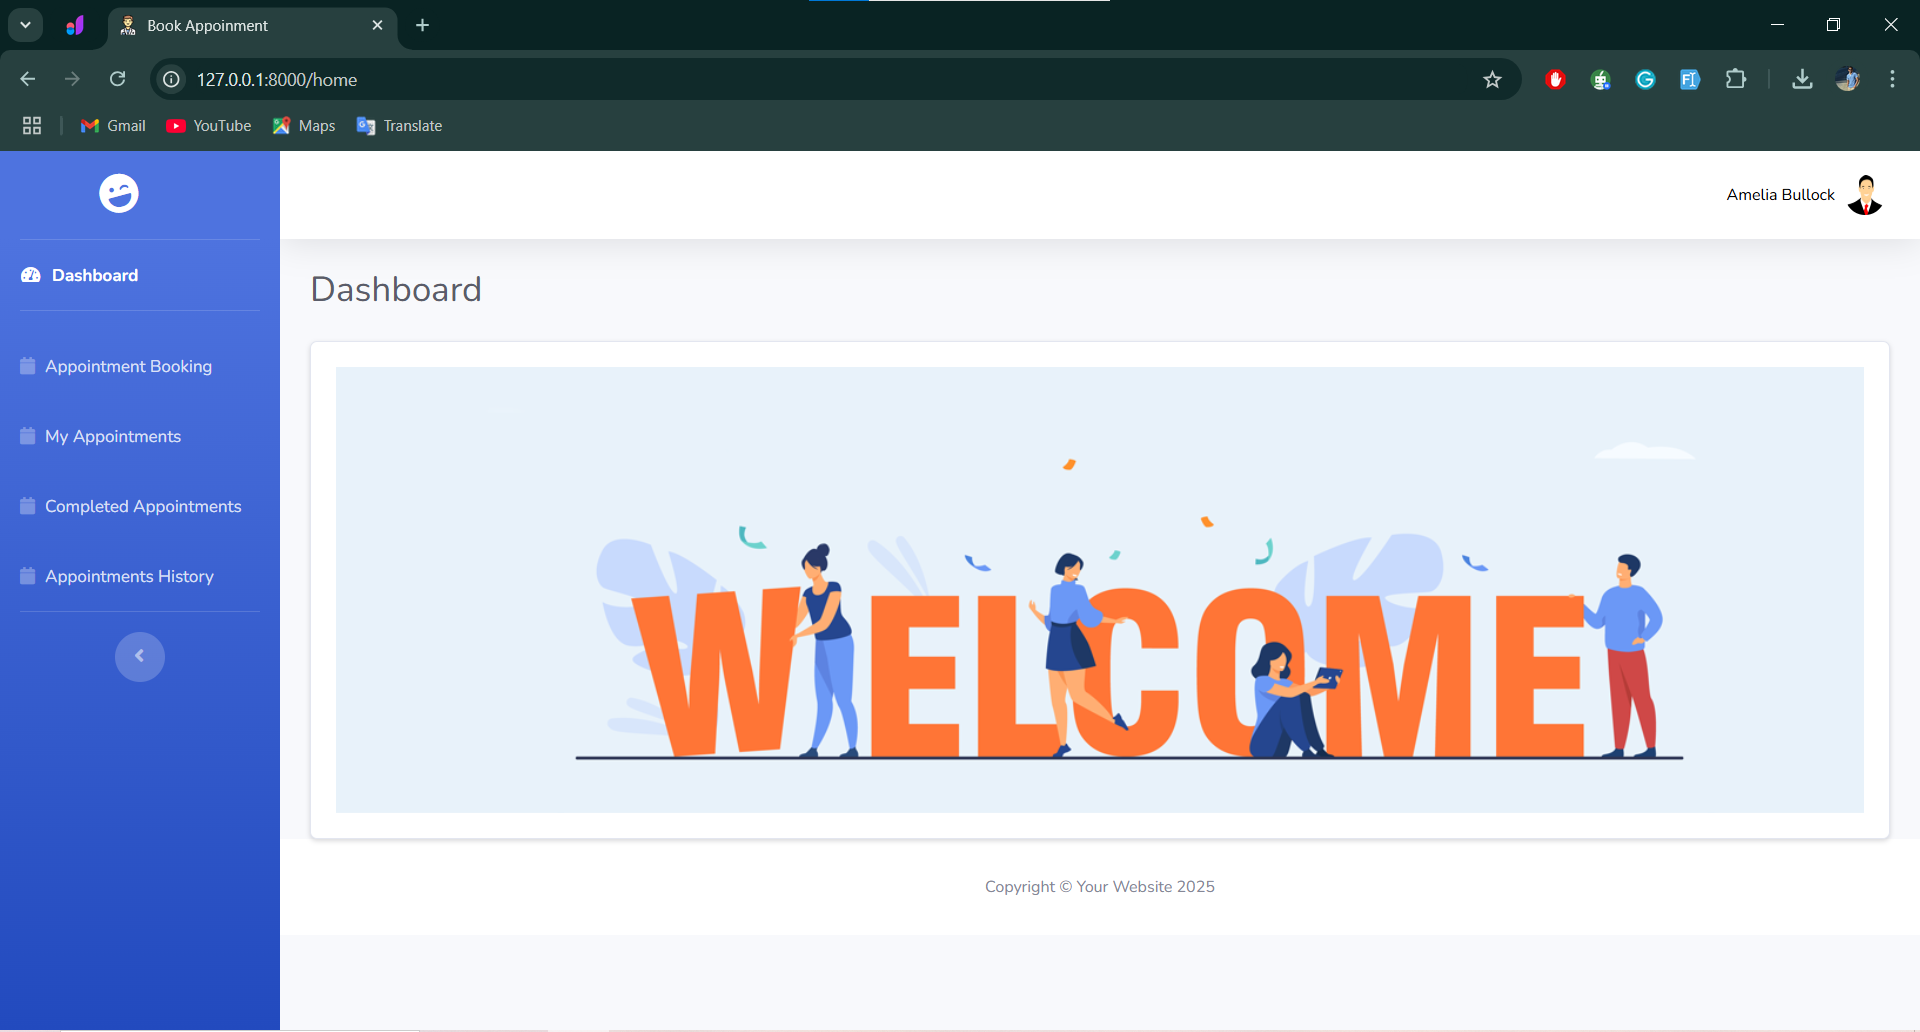 Book Appoinment
127.0.0.1:8000/home
Gmail
YouTube
Maps
Translate
Amelia Bullock
Dashboard
Dashboard
Appointment Booking
My Appointments
Completed Appointments
Appointments History
WELCOME
Copyright © Your Website 2025